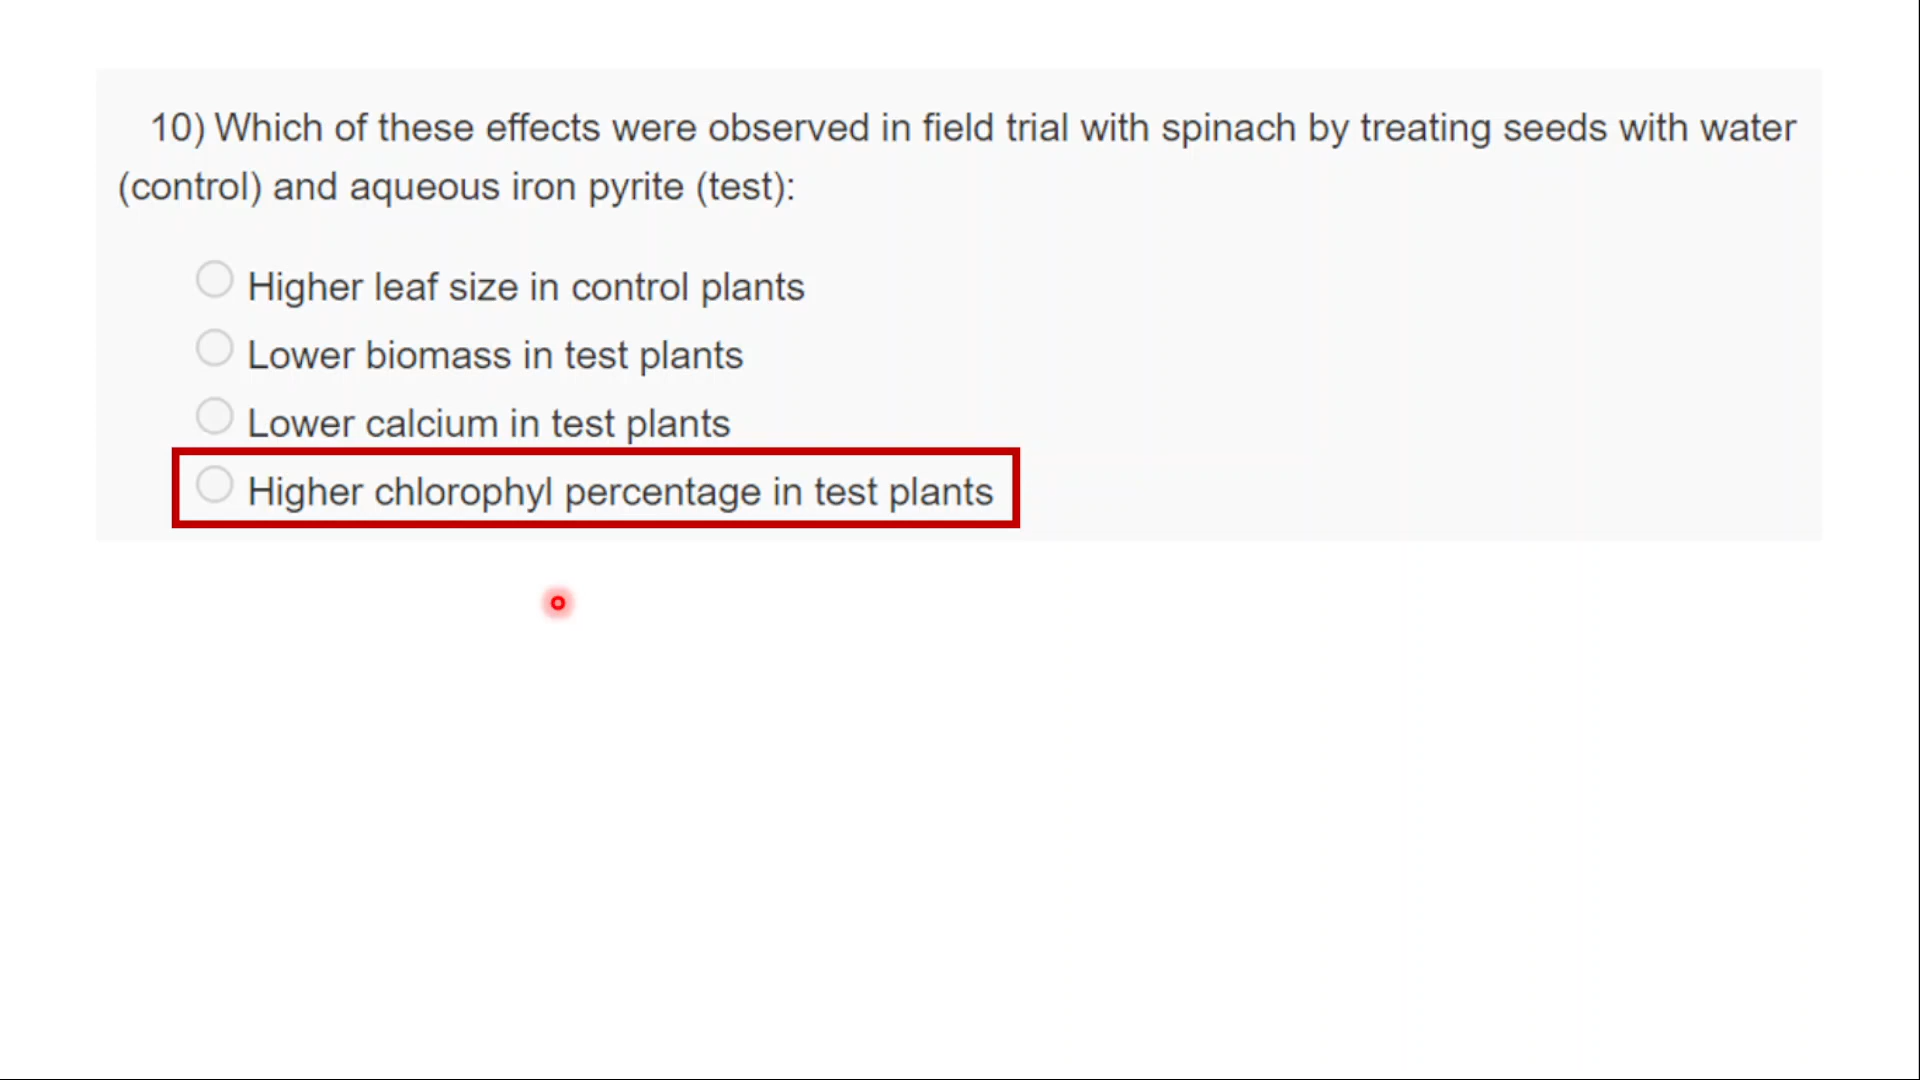 10) Which of these effects were observed in field trial with spinach by treating seeds with water
(control) and aqueous iron pyrite (test):
Higher leaf size in control plants
Lower biomass in test plants
Lower calcium in test plants
Higher chlorophyl percentage in test plants